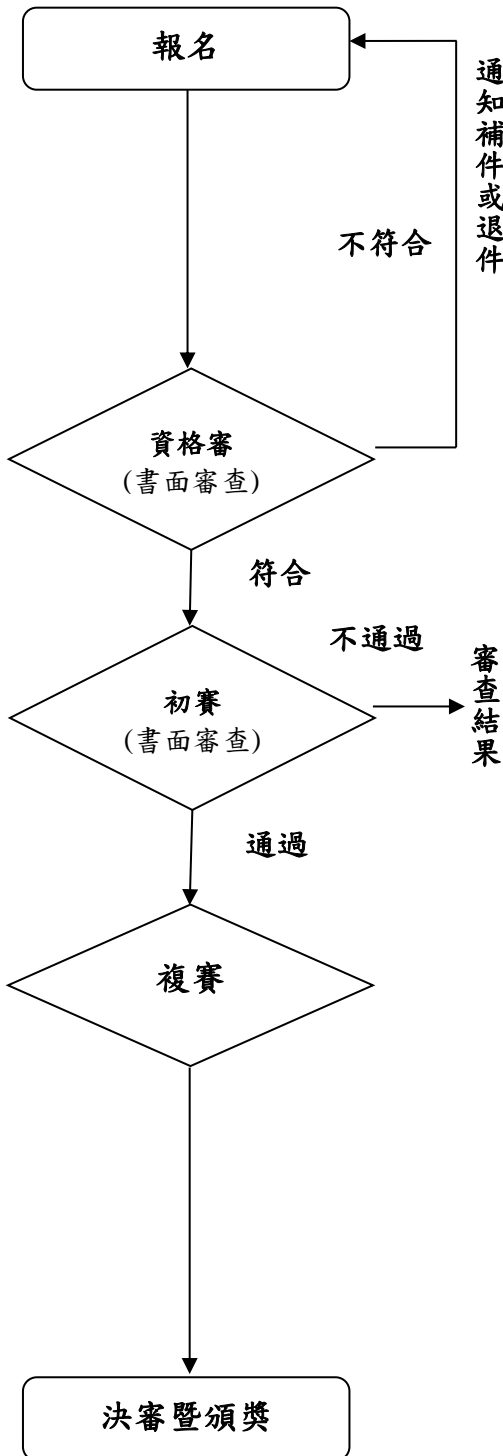 報名
通知補件或退件
不符合
資格審
(書面審查)
符合
不通過
初賽
(書面審查)
審查結果
通過
複賽
決審暨頒獎